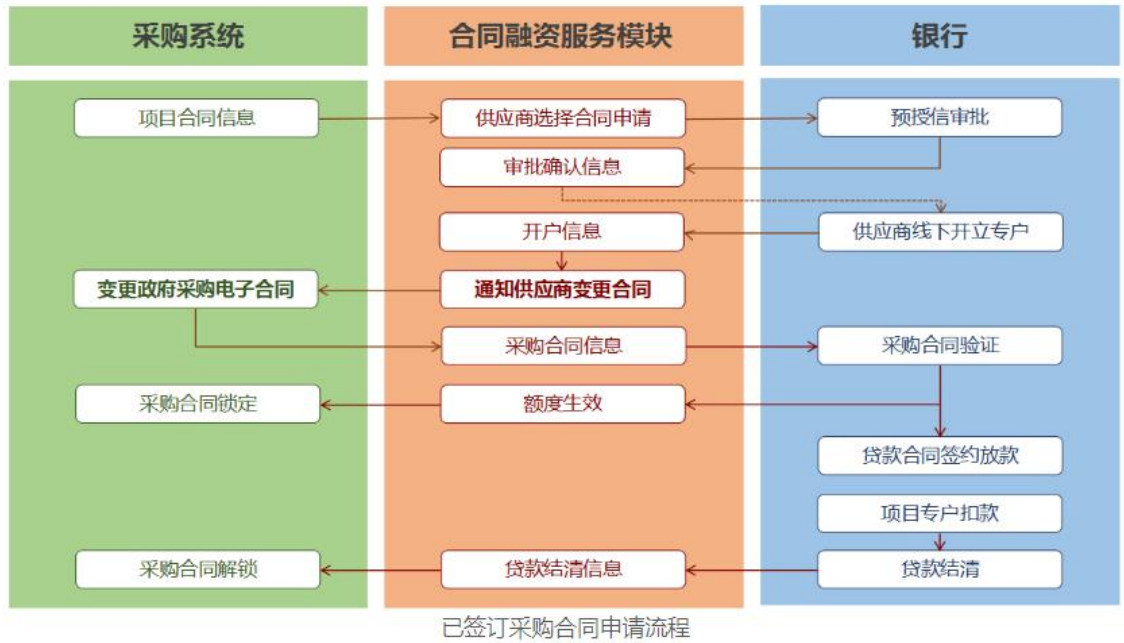 采购系统
合同融资服务模块
银行
项目合同信息
供应商选择合同申请
预授信审批
审批确认信息
开户信息
供应商线下开立专户
变更政府采购电子合同
通知供应商变更合同
采购合同信息
采购合同验证
采购合同锁定
额度生效
贷款合同签约放款
项目专户扣款
采购合同解锁
贷款结清信息
贷款结清
已签订采购合同申请流程